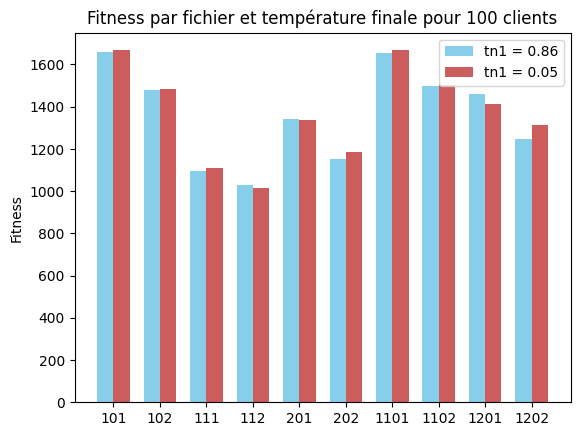 Fitness par fichier et température finale pour 100 clients
tn1 = 0.86
tn1 = 0.05
Fitness
1600
1400
1200
1000
800
600
400
200
0
101 102 111 112 201 202 1101 1102 1201 1202